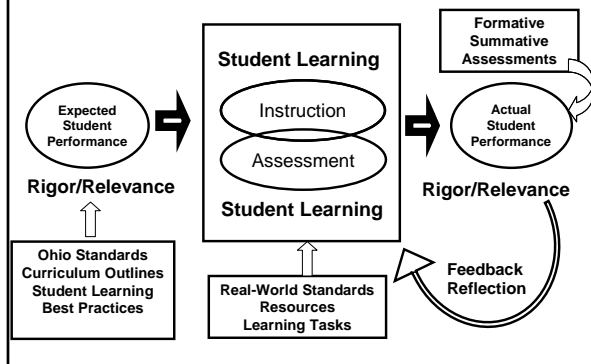 Formative
Summative
Assessments
Student Learning
Instruction
Assessment
Student Learning
Expected
Student
Performance
Rigor/Relevance
Actual
Student
Performance
Rigor/Relevance
Ohio Standards
Curriculum Outlines
Student Learning
Best Practices
Real-World Standards
Resources
Learning Tasks
Feedback
Reflection